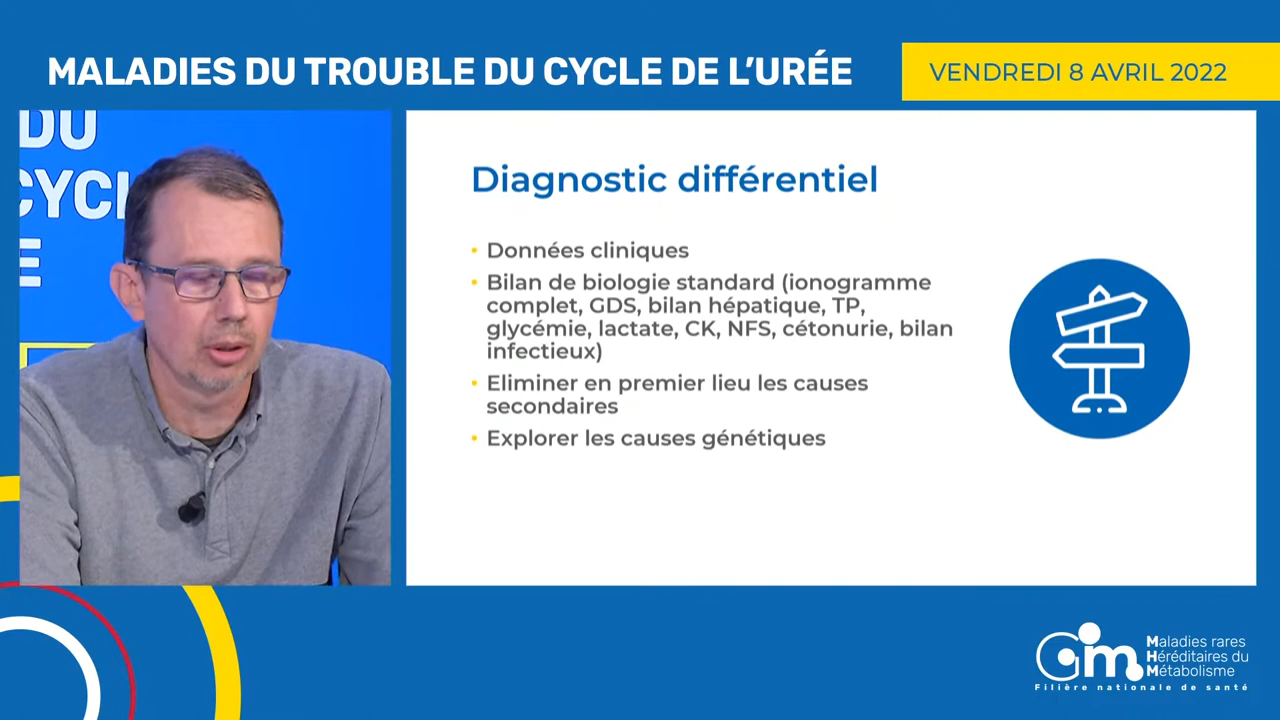 MALADIES DU TROUBLE DU CYCLE DE L'URÉE
VENDREDI 8 AVRIL 2022
DU
CYCL
E
Diagnostic différentiel
• Données cliniques
• Bilan de biologie standard (ionogramme
complet, GDS, bilan hépatique, TP,
glycémie, lactate, CK, NFS, cétonurie, bilan
infectieux)
• Eliminer en premier lieu les causes
secondaires
• Explorer les causes génétiques
Gm
Maladies rares
Héréditaires du
Métabolisme
Filière nationale de santé